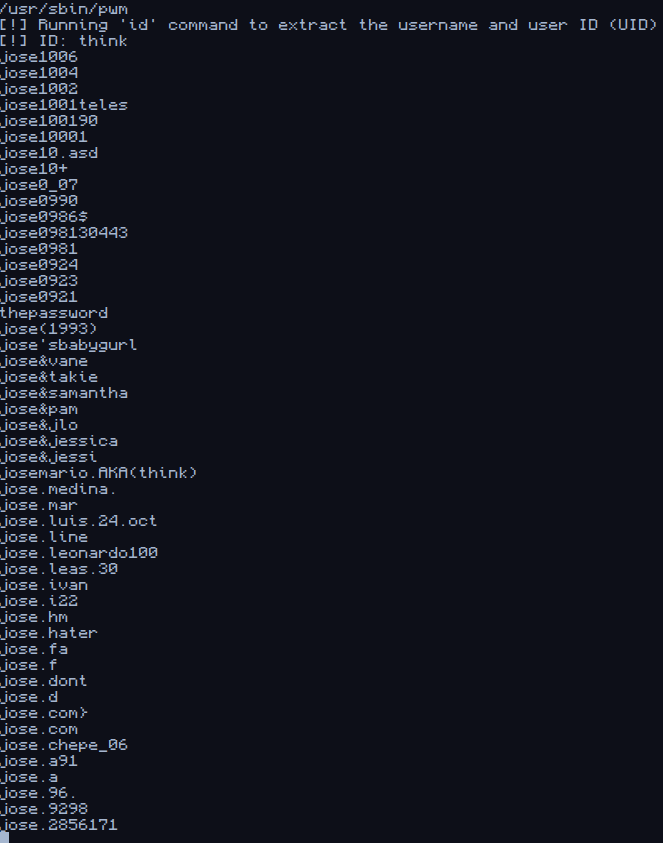 /usr/sbin/pwm
[!] Running 'id' command to extract the username and user ID (UID)
[!] ID: think
jose1006
jose1004
jose1002
jose1001teles
jose100190
jose10001
jose10.asd
jose10+
jose0_07
jose0990
jose0986$
jose098130443
jose0981
jose0924
jose0923
jose0921
thepassword
jose(1993)
jose'sbabygurl
jose&vane
jose&takie
jose&samantha
jose&pam
jose&jlo
jose&jessica
jose&jessi
josemario.AKA(think)
jose.medina.
jose.mar
jose.luis.24.oct
jose.line
jose.leonardo100
jose.leas.30
jose.ivan
jose.i22
jose.hm
jose.hater
jose.fa
jose.f
jose.dont
jose.d
jose.com}
jose.com
jose.chepe_06
jose.a91
jose.a
jose.96.
jose.9298
jose.2856171